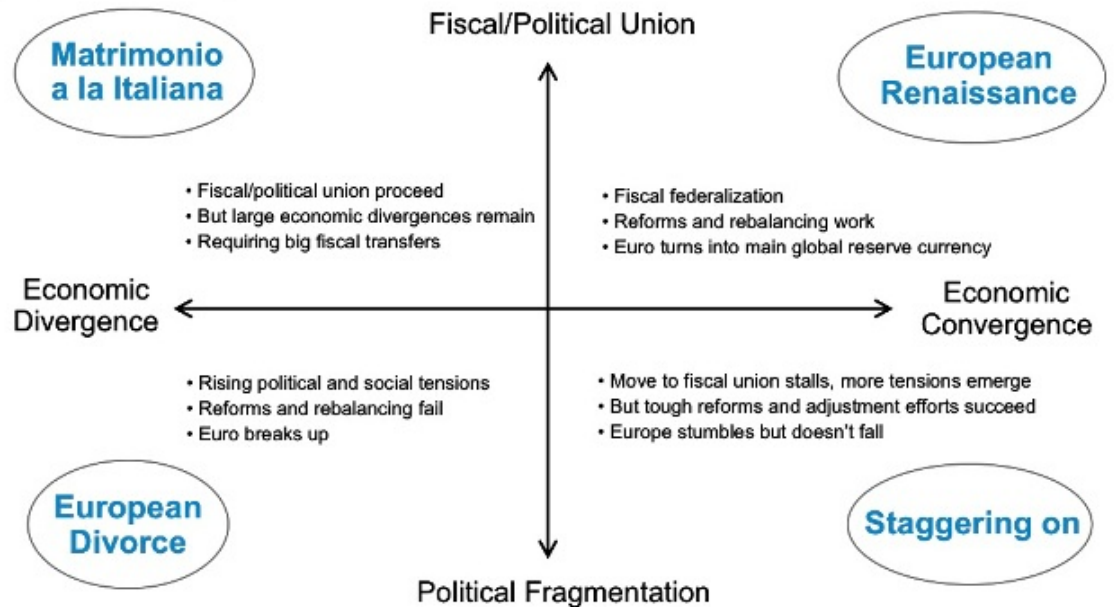 Fiscal/Political Union
Matrimonio
a la Italiana
European
Renaissance
• Fiscal/political union proceed
• But large economic divergences remain
• Requiring big fiscal transfers
• Fiscal federalization
• Reforms and rebalancing work
• Euro turns into main global reserve currency
Economic
Divergence
Economic
Convergence
• Rising political and social tensions
• Reforms and rebalancing fail
• Euro breaks up
• Move to fiscal union stalls, more tensions emerge
• But tough reforms and adjustment efforts succeed
• Europe stumbles but doesn't fall
European
Divorce
Staggering on
Political Fragmentation